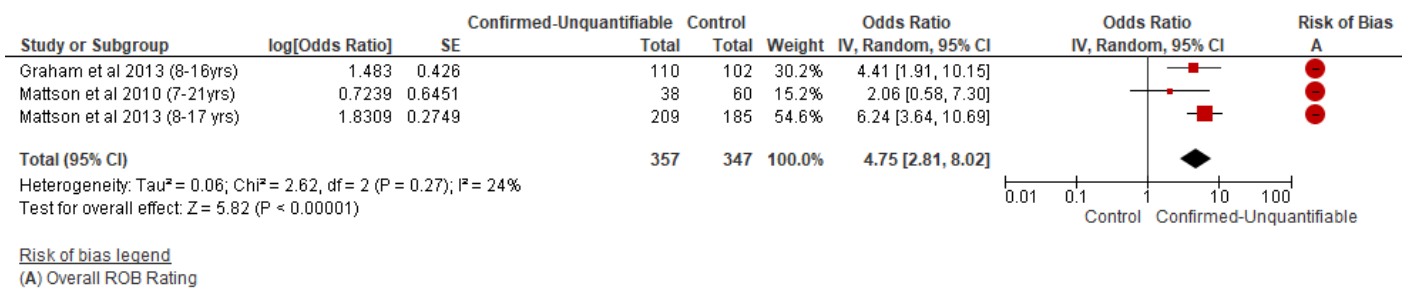 Confirmed-Unquantifiable Control Odds Ratio Odds Ratio Risk of Bias
Study or Subgroup log[Odds Ratio] SE Total Total Weight IV, Random, 95% CI IV, Random, 95% CI A
Graham et al 2013 (8-16yrs) 1.483 0.426 110 102 30.2% 4.41 [1.91, 10.15]
Mattson et al 2010 (7-21yrs) 0.7239 0.6451 38 60 15.2% 2.06 [0.58, 7.30]
Mattson et al 2013 (8-17 yrs) 1.8309 0.2749 209 185 54.6% 6.24 [3.64, 10.69]
Total (95% CI) 357 347 100.0% 4.75 [2.81, 8.02]
Heterogeneity: Tau² = 0.06; Chi² = 2.62, df = 2 (P = 0.27); I² = 24%
Test for overall effect: Z = 5.82 (P < 0.00001)
0.01 0.1 1 10 100
Control Confirmed-Unquantifiable
Risk of bias legend
(A) Overall ROB Rating